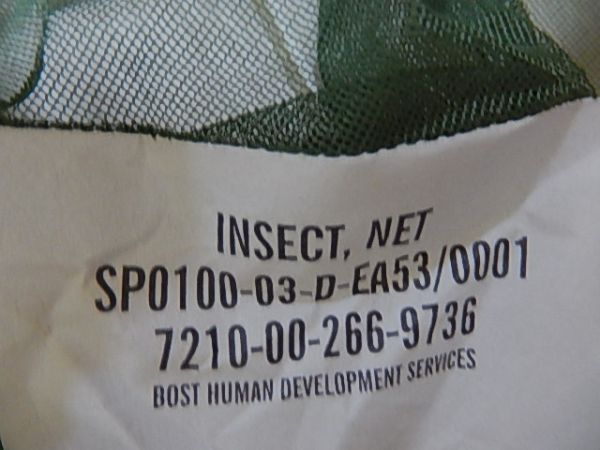 INSECT, NET
SP0100-03-D-EA53/0001
7210-00-266-9736
BOST HUMAN DEVELOPMENT SERVICES